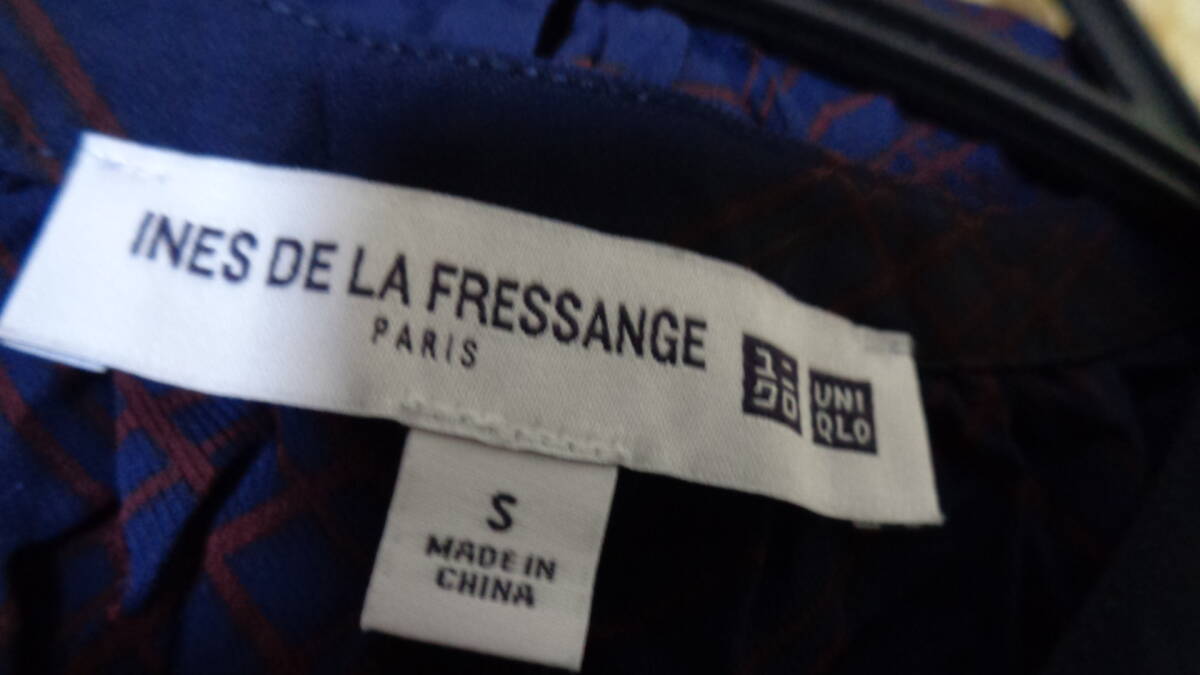 INES DE LA FRESSANGE
PARIS
ユニ
クロ
UNI
QLO
S
MADE IN
CHINA